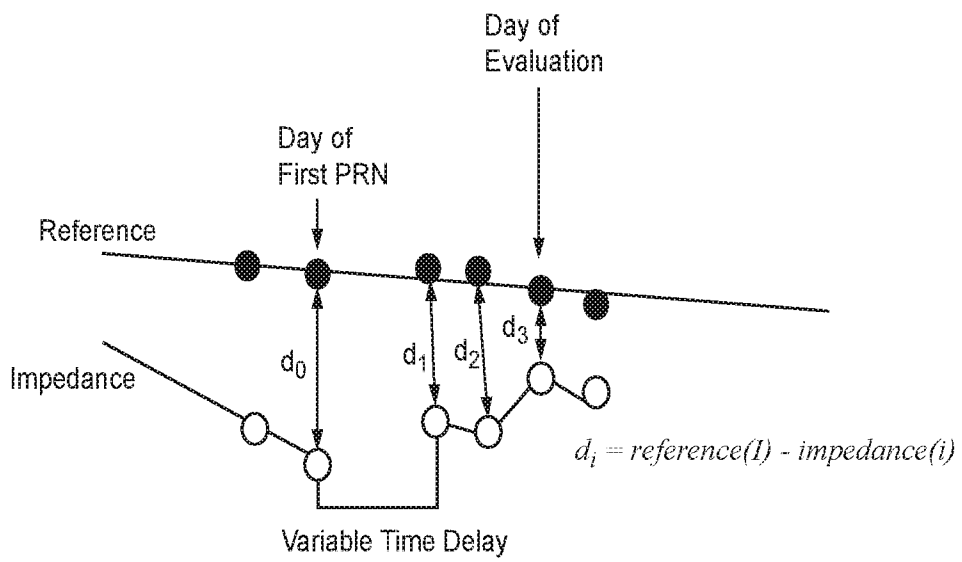 Day of
Evaluation
Day of
First PRN
Reference
d₀
d₁
d₂
d₃
Impedance
dᵢ = reference(I) - impedance(i)
Variable Time Delay